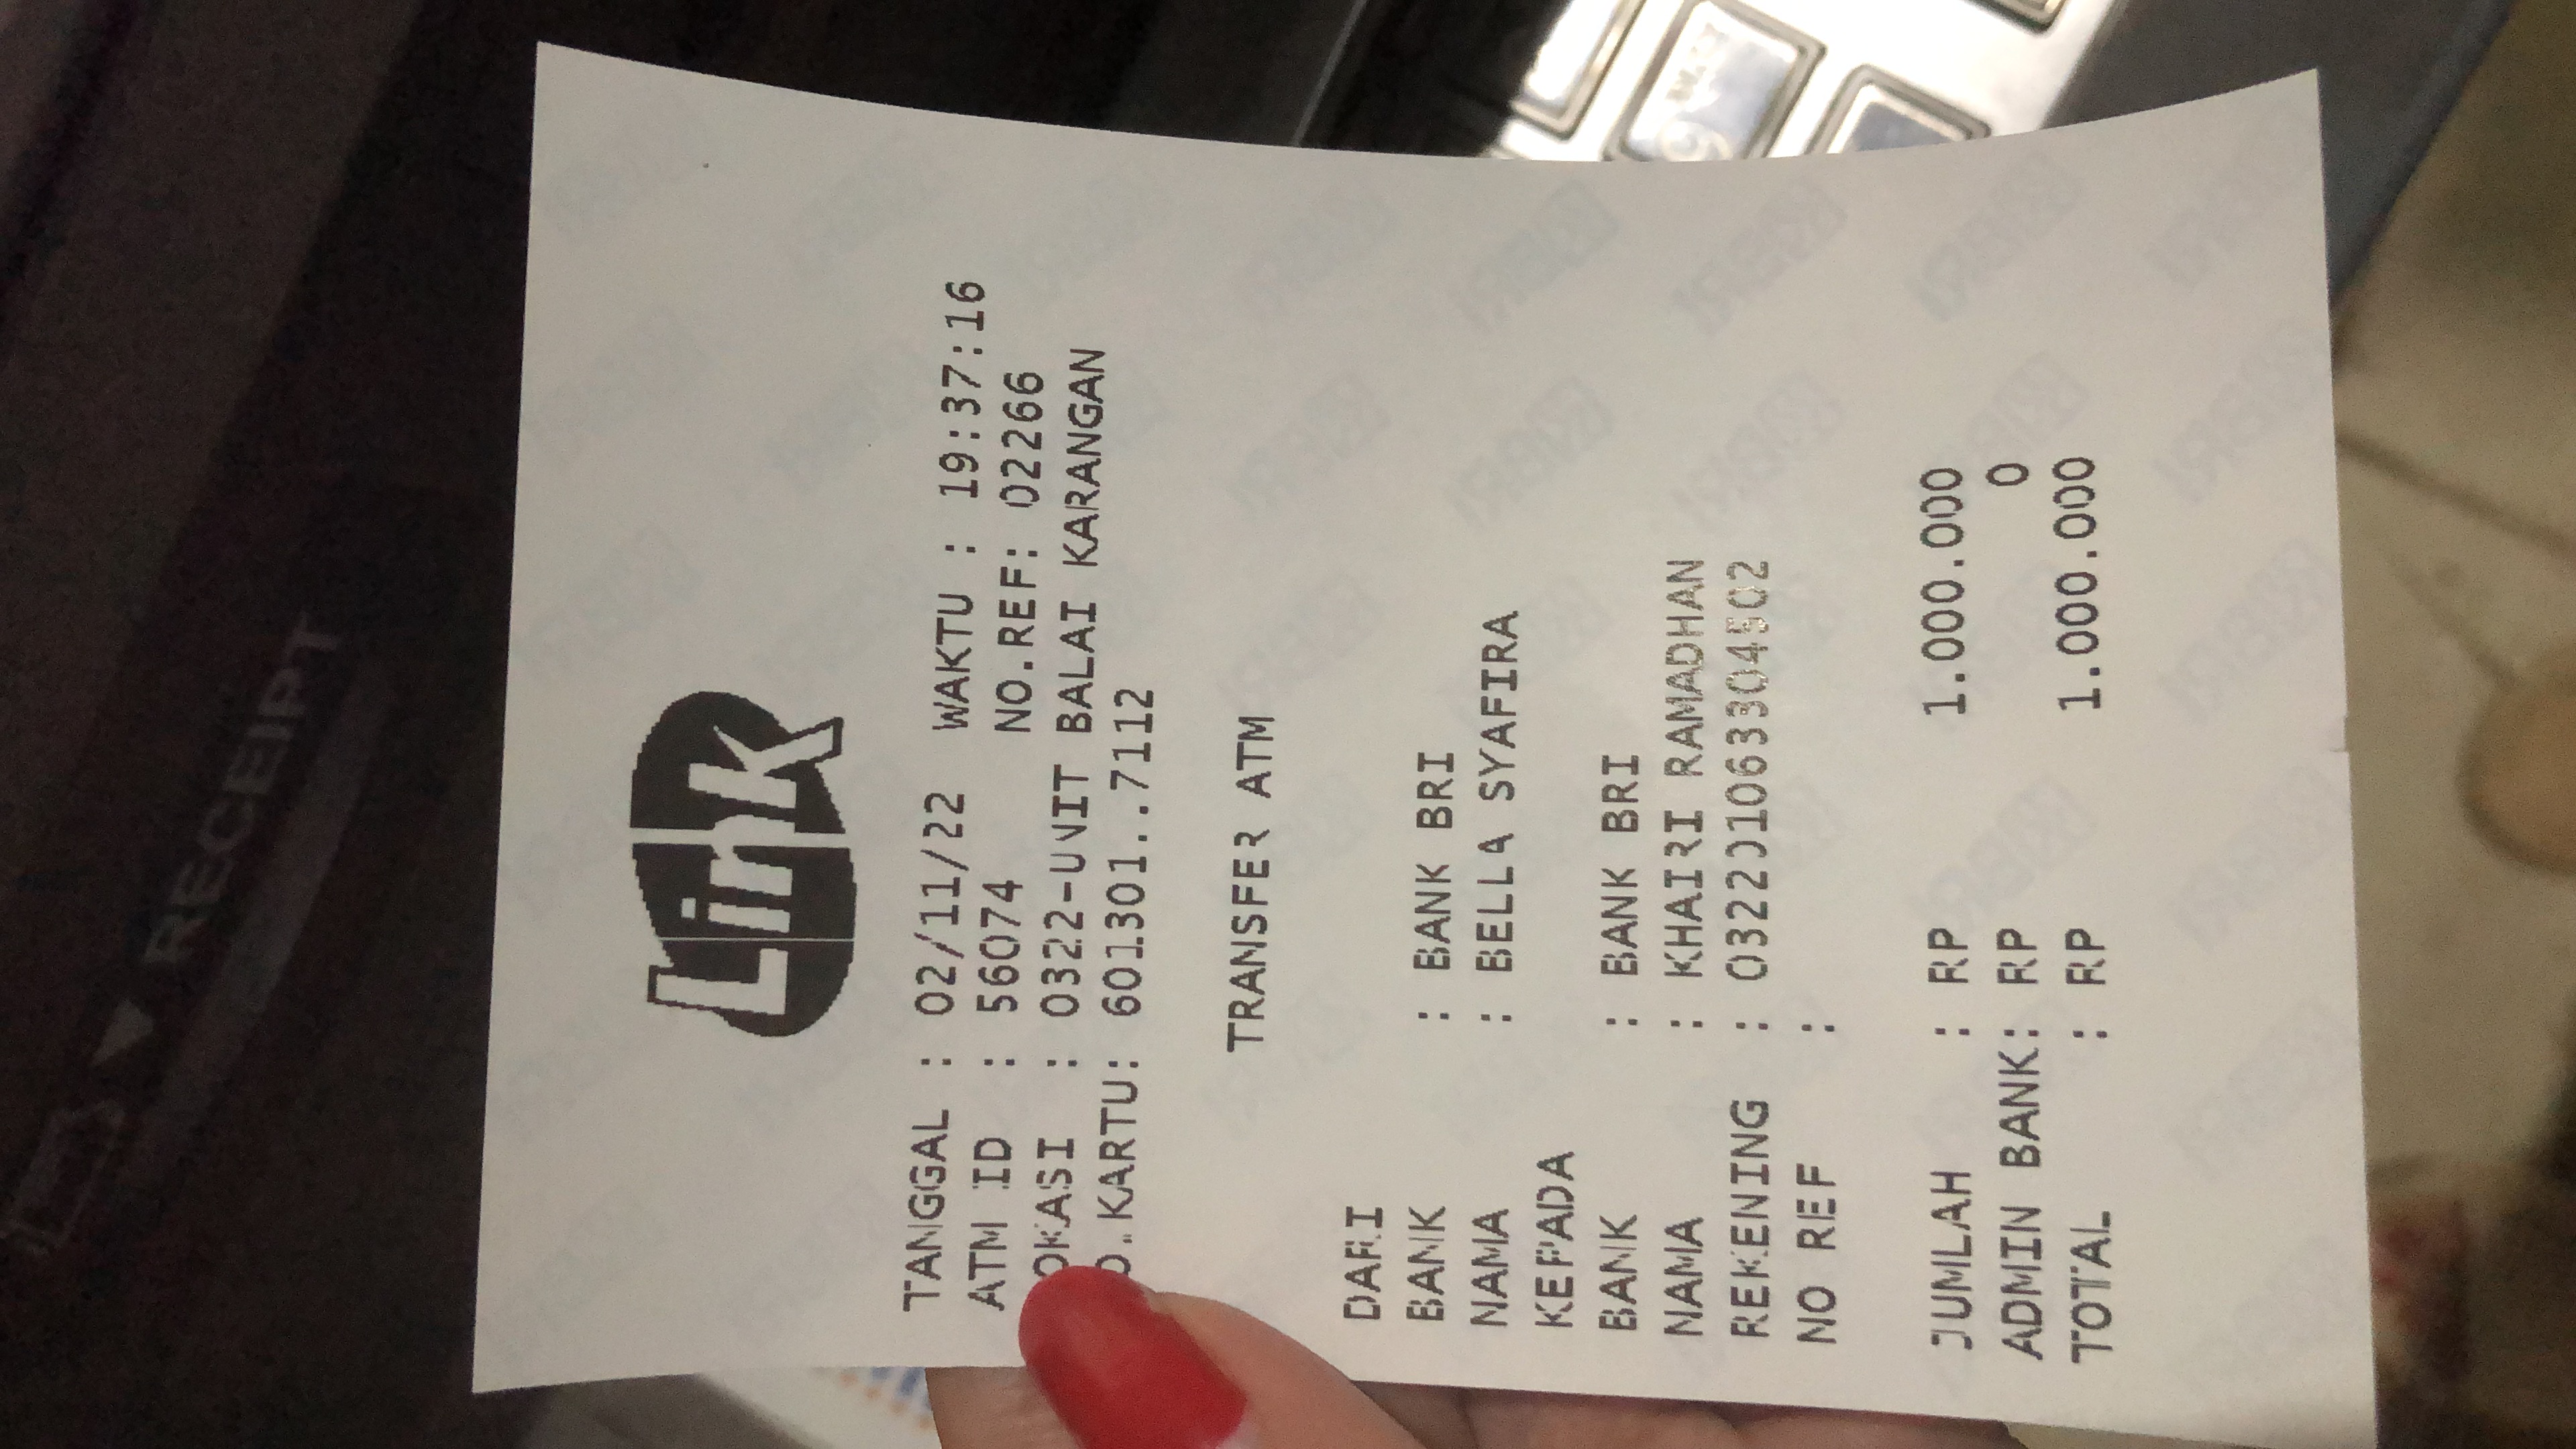 RECEIPT
Link
TANGGAL : 02/11/22 WAKTU : 19:37:16
ATM ID : 56074 NO.REF: 02266
OKASI : 0322-UNIT BALAI KARANGAN
O.KARTU: 601301..7112
TRANSFER ATM
DARI
BANK : BANK BRI
NAMA : BELLA SYAFIRA
KEPADA
BANK : BANK BRI
NAMA : KHAIRI RAMADHAN
REKENING : 032201063304502
NO REF :
JUMLAH : RP 1.000.000
ADMIN BANK: RP 0
TOTAL : RP 1.000.000
9